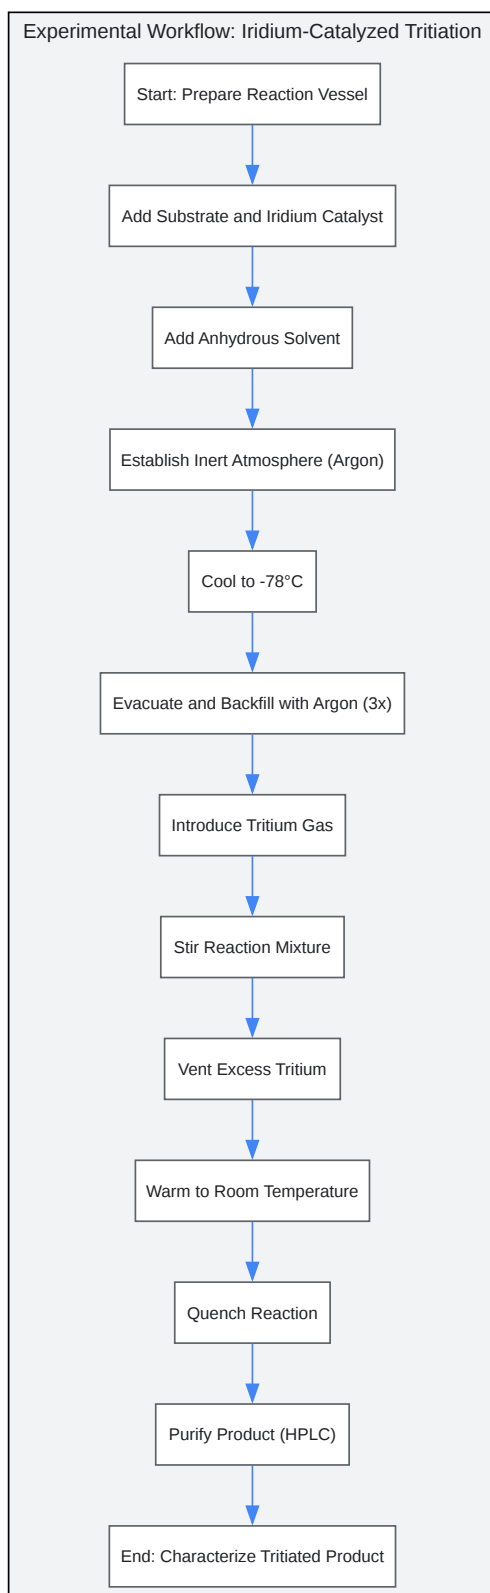 Experimental Workflow: Iridium-Catalyzed Tritiation
Start: Prepare Reaction Vessel
Add Substrate and Iridium Catalyst
Add Anhydrous Solvent
Establish Inert Atmosphere (Argon)
Cool to -78°C
Evacuate and Backfill with Argon (3x)
Introduce Tritium Gas
Stir Reaction Mixture
Vent Excess Tritium
Warm to Room Temperature
Quench Reaction
Purify Product (HPLC)
End: Characterize Tritiated Product